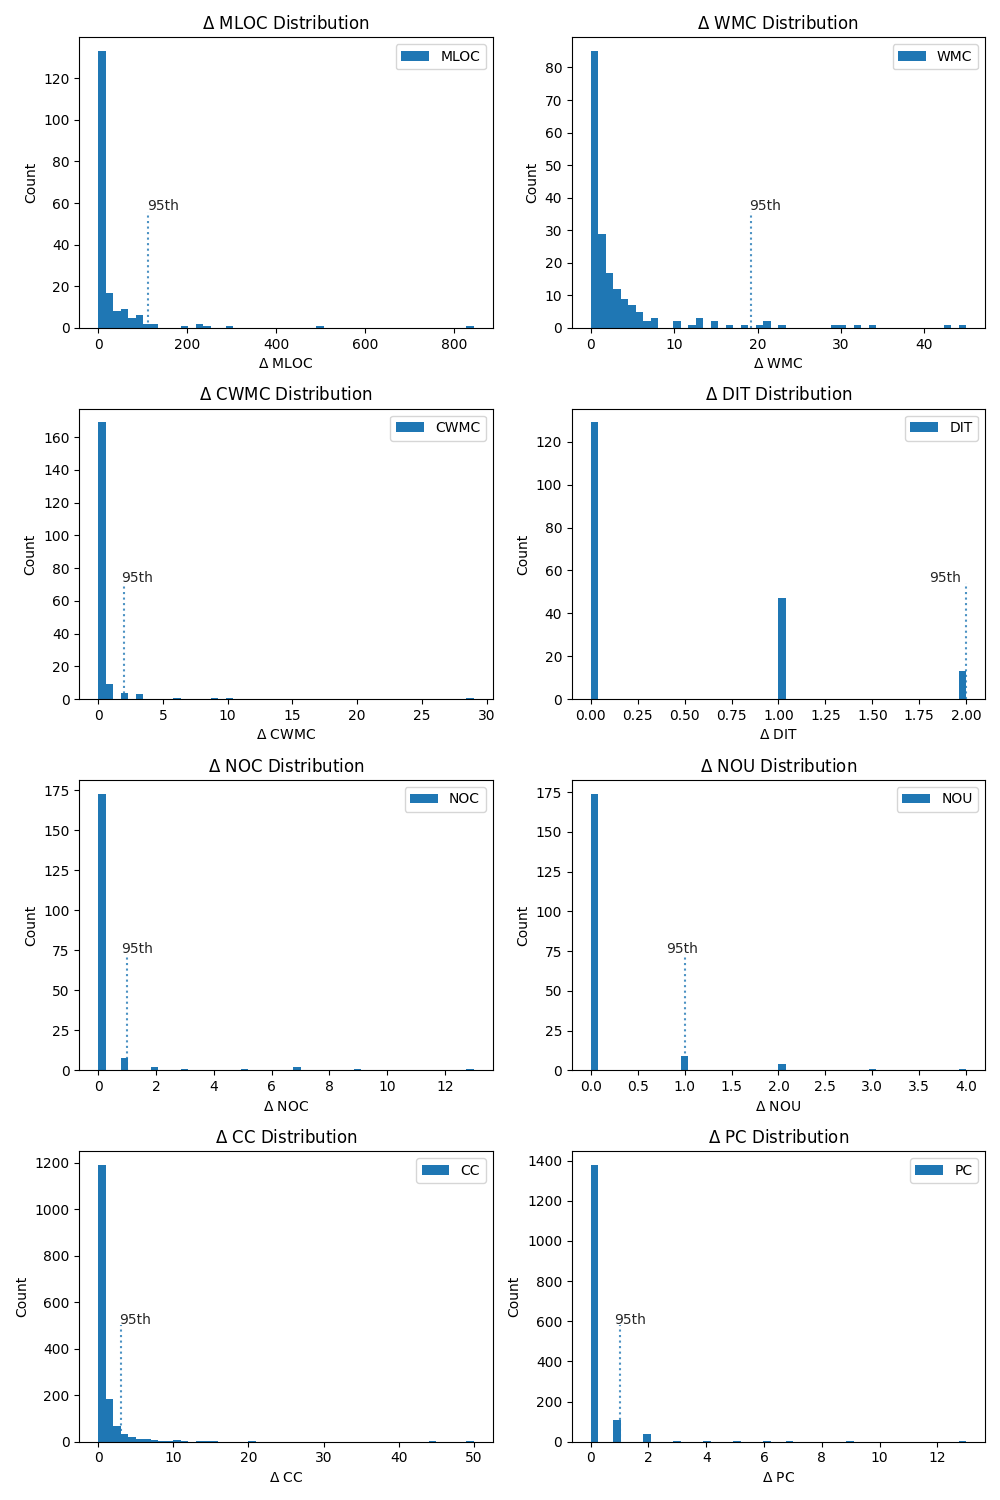 Δ MLOC Distribution
MLOC
120
100
80
60
40
20
0
Count
95th
0 200 400 600 800
Δ MLOC
Δ WMC Distribution
WMC
80
70
60
50
40
30
20
10
0
Count
95th
0 10 20 30 40
Δ WMC
Δ CWMC Distribution
CWMC
160
140
120
100
80
60
40
20
0
Count
95th
0 5 10 15 20 25 30
Δ CWMC
Δ DIT Distribution
DIT
120
100
80
60
40
20
0
Count
95th
0.00 0.25 0.50 0.75 1.00 1.25 1.50 1.75 2.00
Δ DIT
Δ NOC Distribution
NOC
175
150
125
100
75
50
25
0
Count
95th
0 2 4 6 8 10 12
Δ NOC
Δ NOU Distribution
NOU
175
150
125
100
75
50
25
0
Count
95th
0.0 0.5 1.0 1.5 2.0 2.5 3.0 3.5 4.0
Δ NOU
Δ CC Distribution
CC
1200
1000
800
600
400
200
0
Count
95th
0 10 20 30 40 50
Δ CC
Δ PC Distribution
PC
1400
1200
1000
800
600
400
200
0
Count
95th
0 2 4 6 8 10 12
Δ PC